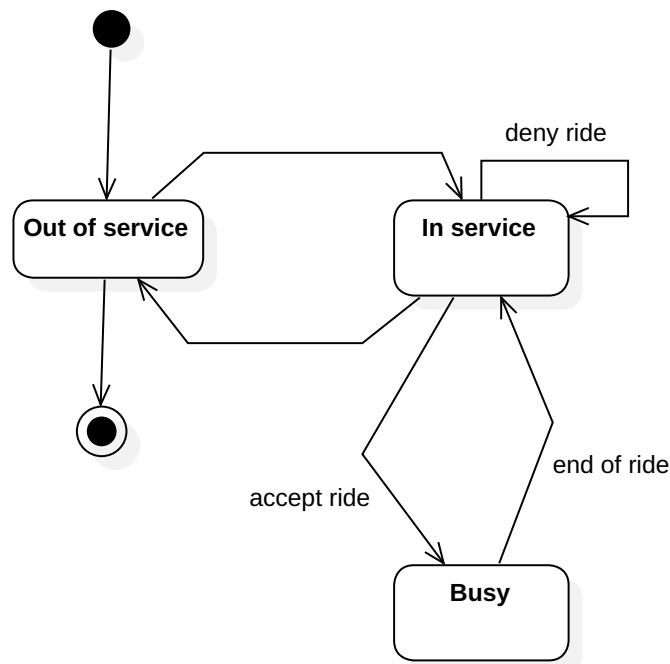 deny ride
Out of service
In service
end of ride
accept ride
Busy